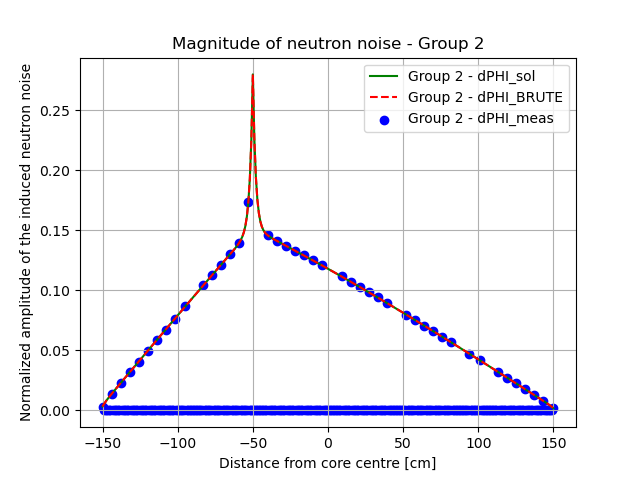 Magnitude of neutron noise - Group 2
Normalized amplitude of the induced neutron noise
0.25
0.20
0.15
0.10
0.05
0.00
Group 2 - dPHI_sol
Group 2 - dPHI_BRUTE
Group 2 - dPHI_meas
−150
−100
−50
0
50
100
150
Distance from core centre [cm]